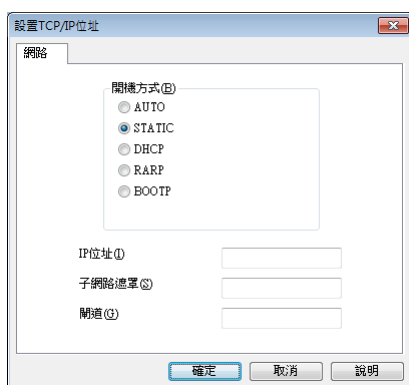 設置TCP/IP位址
網路
開機方式(B)
AUTO
STATIC
DHCP
RARP
BOOTP
IP位址(I)
子網路遮罩(S)
閘道(G)
確定 取消 說明